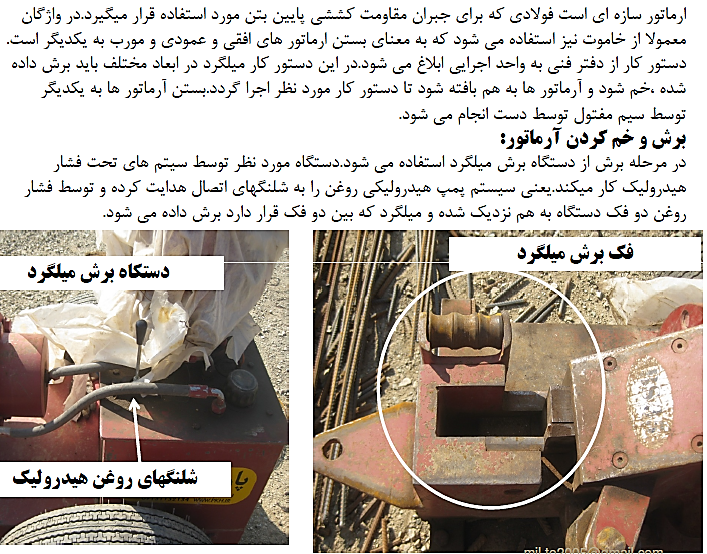 ارماتور سازه ای است فولادی که برای جبران مقاومت کششی پایین بتن مورد استفاده قرار میگیرد.در واژگان
معمولا از خاموت نیز استفاده می شود که به معنای بستن ارماتور های افقی و عمودی و مورب به یکدیگر است.
دستور کار از دفتر فنی به واحد اجرایی ابلاغ می شود.در این دستور کار میلگرد در ابعاد مختلف باید برش داده
شده ،خم شود و آرماتور ها به هم بافته شود تا دستور کار مورد نظر اجرا گردد.بستن آرماتور ها به یکدیگر
توسط سیم مفتول توسط دست انجام می شود.
برش و خم کردن آرماتور:
در مرحله برش از دستگاه برش میلگرد استفاده می شود.دستگاه مورد نظر توسط سیتم های تحت فشار
هیدرولیک کار میکند.یعنی سیستم پمپ هیدرولیکی روغن را به شلنگهای اتصال هدایت کرده و توسط فشار
روغن دو فک دستگاه به هم نزدیک شده و میلگرد که بین دو فک قرار دارد برش داده می شود.
فک برش میلگرد
دستگاه برش میلگرد
شلنگهای روغن هیدرولیک